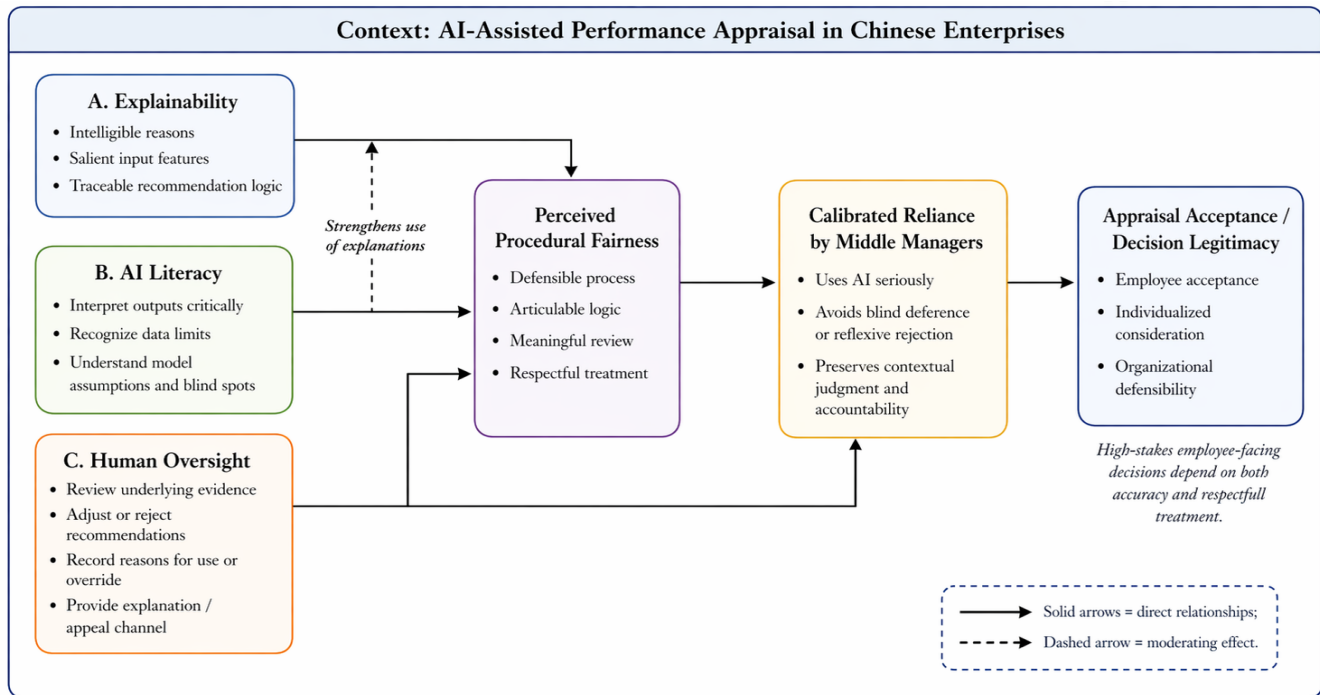 Context: AI-Assisted Performance Appraisal in Chinese Enterprises
A. Explainability
• Intelligible reasons
• Salient input features
• Traceable recommendation logic
Strengthens use
of explanations
B. AI Literacy
• Interpret outputs critically
• Recognize data limits
• Understand model
assumptions and blind spots
C. Human Oversight
• Review underlying evidence
• Adjust or reject
recommendations
• Record reasons for use or
override
• Provide explanation /
appeal channel
Perceived
Procedural Fairness
• Defensible process
• Articulable logic
• Meaningful review
• Respectful treatment
Calibrated Reliance
by Middle Managers
• Uses AI seriously
• Avoids blind deference
or reflexive rejection
• Preserves contextual
judgment and
accountability
Appraisal Acceptance /
Decision Legitimacy
• Employee acceptance
• Individualized
consideration
• Organizational
defensibility
High-stakes employee-facing
decisions depend on both
accuracy and respectfull
treatment.
Solid arrows = direct relationships;
Dashed arrow = moderating effect.